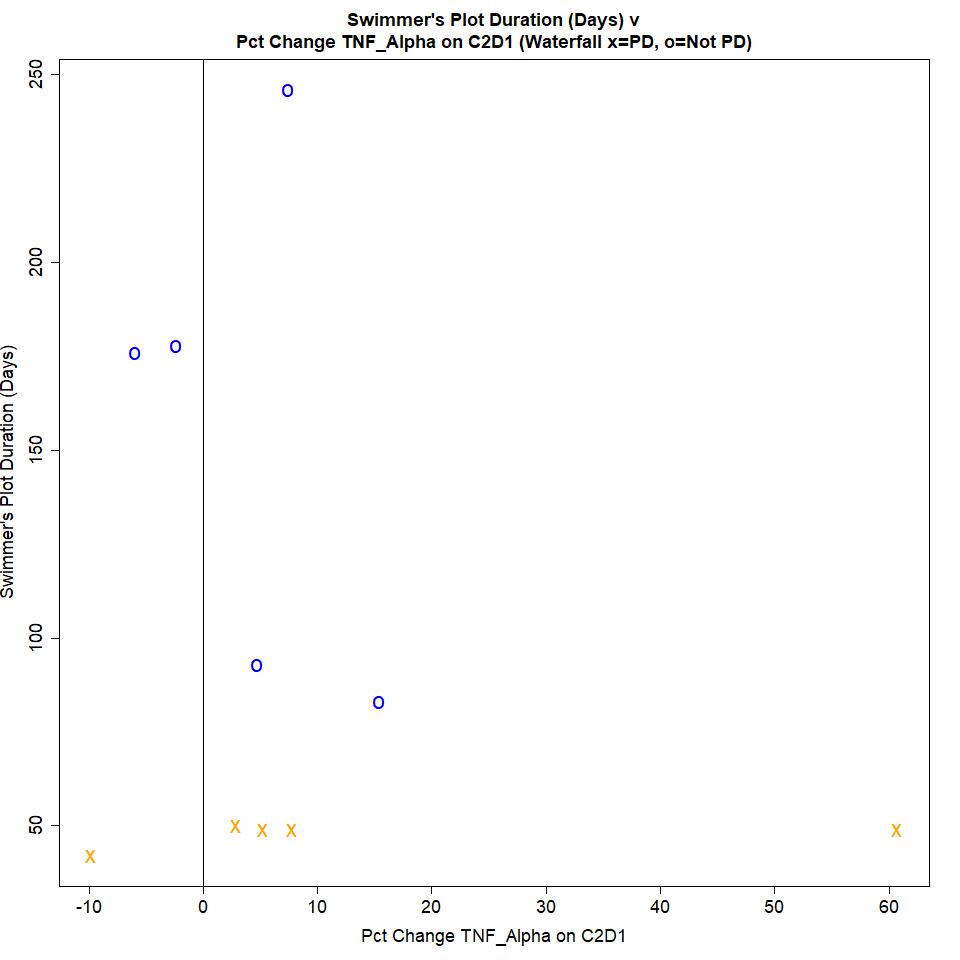 Swimmer's Plot Duration (Days) v
Pct Change TNF_Alpha on C2D1 (Waterfall x=PD, o=Not PD)
250
200
150
100
50
Swimmer's Plot Duration (Days)
o
o
o
o
o
x
x
x
x
x
-10 0 10 20 30 40 50 60
Pct Change TNF_Alpha on C2D1